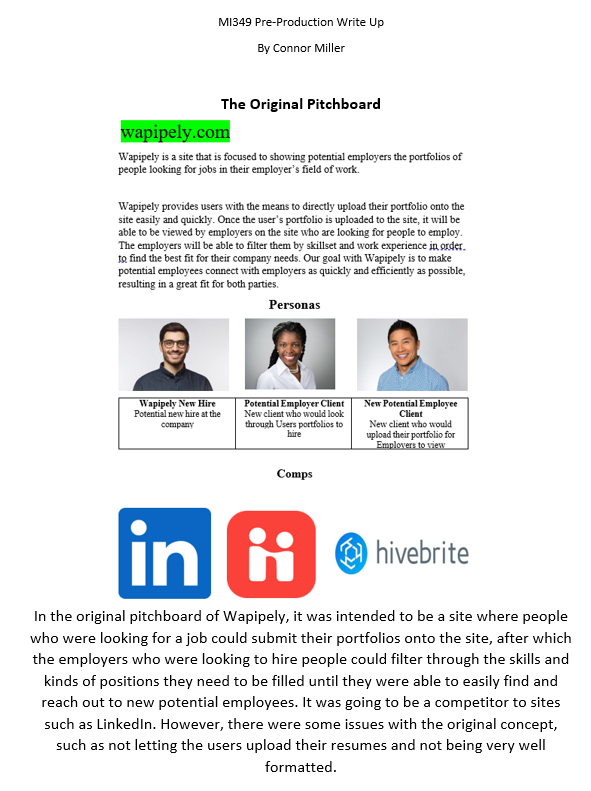 MI349 Pre-Production Write Up
By Connor Miller
The Original Pitchboard
wapipely.com
Wapipely is a site that is focused to showing potential employers the portfolios of
people looking for jobs in their employer's field of work.
Wapipely provides users with the means to directly upload their portfolio onto the
site easily and quickly. Once the user's portfolio is uploaded to the site, it will be
able to be viewed by employers on the site who are looking for people to employ.
The employers will be able to filter them by skillset and work experience in order
to find the best fit for their company needs. Our goal with Wapipely is to make
potential employees connect with employers as quickly and efficiently as possible,
resulting in a great fit for both parties.
Personas
Wapipely New Hire
Potential new hire at the
company
Potential Employer Client
New client who would look
through Users portfolios to
hire
New Potential Employee
Client
New client who would
upload their portfolio for
Employers to view
Comps
in
hivebrite
In the original pitchboard of Wapipely, it was intended to be a site where people
who were looking for a job could submit their portfolios onto the site, after which
the employers who were looking to hire people could filter through the skills and
kinds of positions they need to be filled until they were able to easily find and
reach out to new potential employees. It was going to be a competitor to sites
such as LinkedIn. However, there were some issues with the original concept,
such as not letting the users upload their resumes and not being very well
formatted.